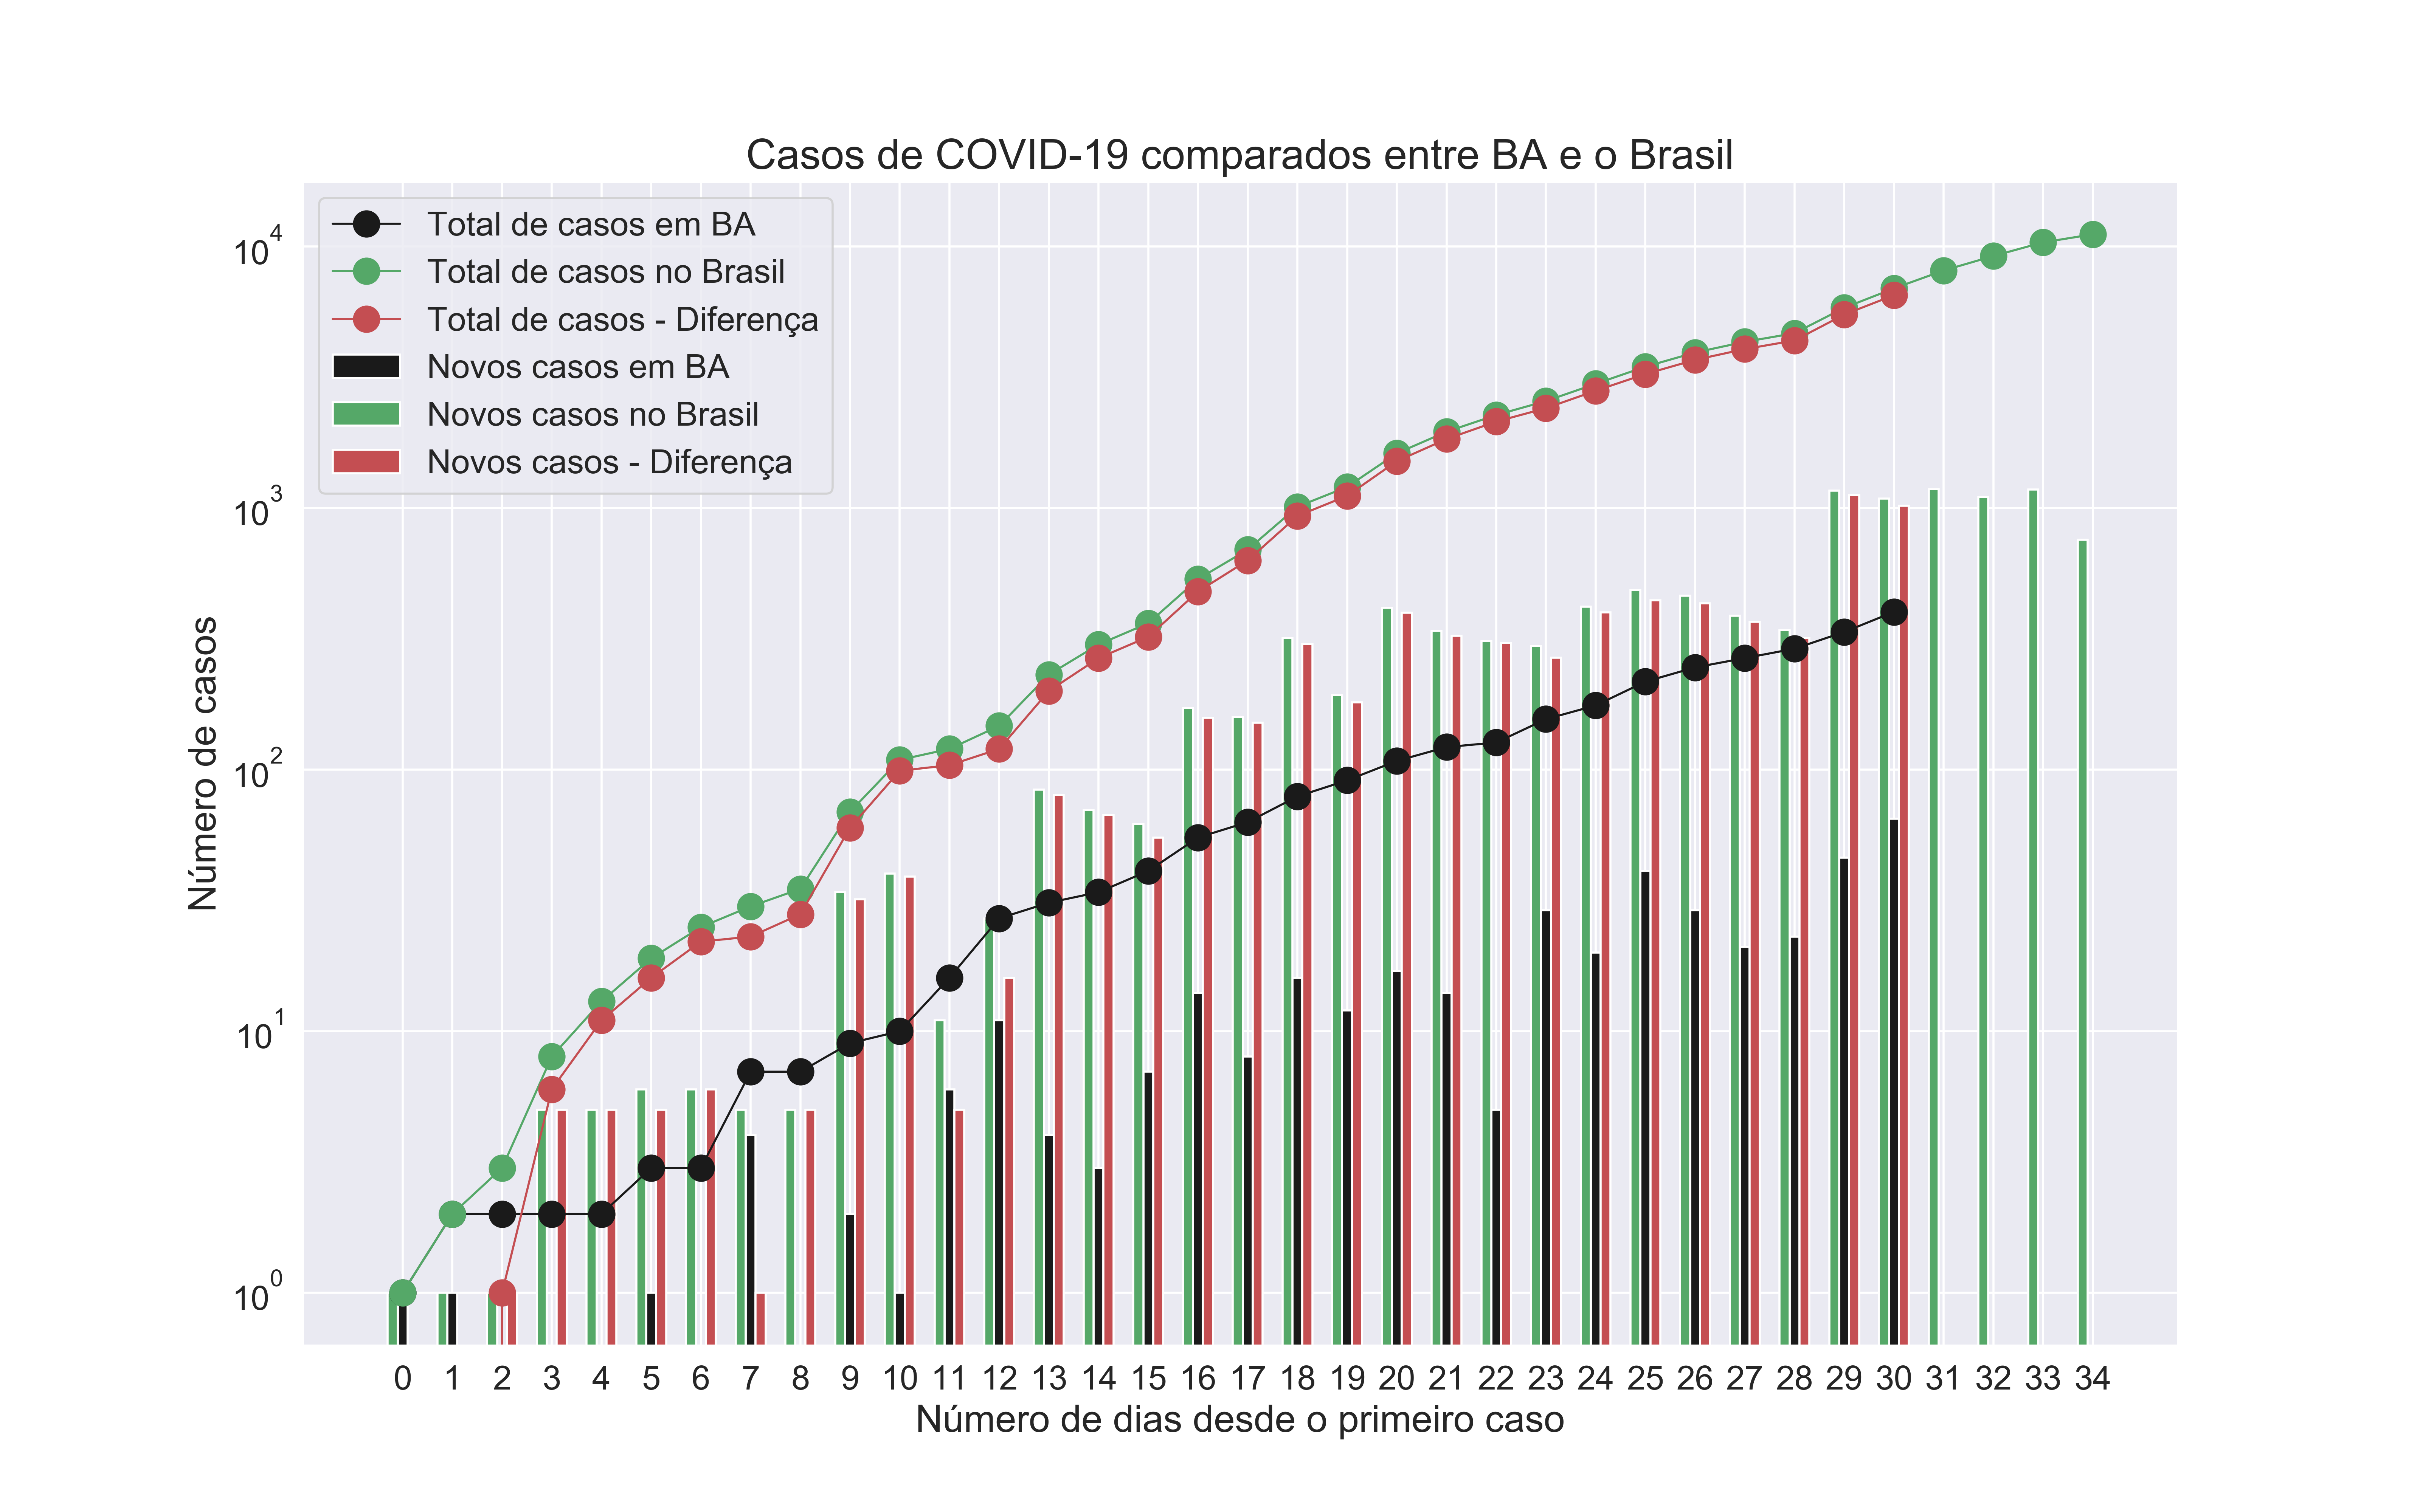 Casos de COVID-19 comparados entre BA e o Brasil
Total de casos em BA
Total de casos no Brasil
Total de casos - Diferença
Novos casos em BA
Novos casos no Brasil
Novos casos - Diferença
10^4
10^3
10^2
10^1
10^0
Número de casos
0 1 2 3 4 5 6 7 8 9 10 11 12 13 14 15 16 17 18 19 20 21 22 23 24 25 26 27 28 29 30 31 32 33 34
Número de dias desde o primeiro caso